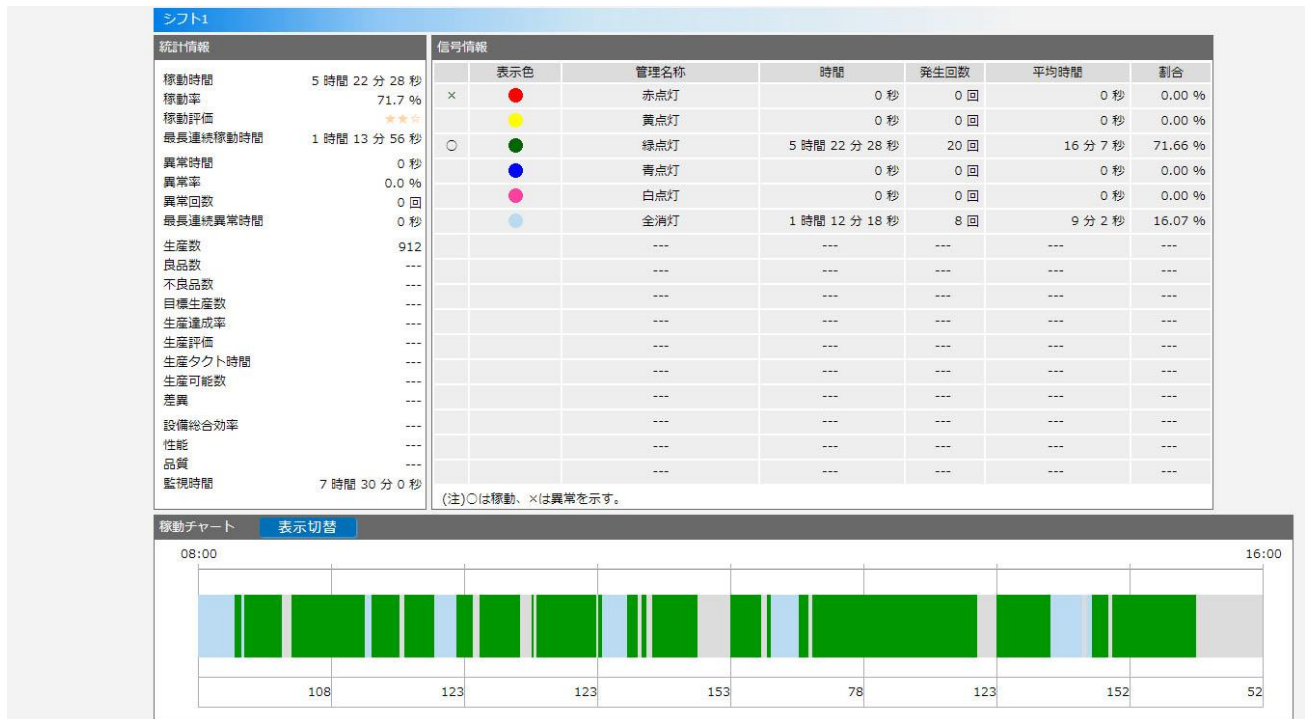 シフト1
統計情報
稼動時間 5 時間 22 分 28 秒
稼動率 71.7 %
稼動評価 ★★☆
最長連続稼動時間 1 時間 13 分 56 秒
異常時間 0 秒
異常率 0.0 %
異常回数 0 回
最長連続異常時間 0 秒
生産数 912
良品数 ---
不良品数 ---
目標生産数 ---
生産達成率 ---
生産評価 ---
生産タクト時間 ---
生産可能数 ---
差異 ---
設備総合効率 ---
性能 ---
品質 ---
監視時間 7 時間 30 分 0 秒
信号情報
表示色 管理名称 時間 発生回数 平均時間 割合
× 赤点灯 0 秒 0 回 0 秒 0.00 %
黄点灯 0 秒 0 回 0 秒 0.00 %
○ 緑点灯 5 時間 22 分 28 秒 20 回 16 分 7 秒 71.66 %
青点灯 0 秒 0 回 0 秒 0.00 %
白点灯 0 秒 0 回 0 秒 0.00 %
全消灯 1 時間 12 分 18 秒 8 回 9 分 2 秒 16.07 %
--- --- --- --- ---
--- --- --- --- ---
--- --- --- --- ---
--- --- --- --- ---
--- --- --- --- ---
--- --- --- --- ---
--- --- --- --- ---
--- --- --- --- ---
--- --- --- --- ---
--- --- --- --- ---
(注)○は稼動、×は異常を示す。
稼動チャート 表示切替
08:00 16:00
108 123 123 153 78 123 152 52